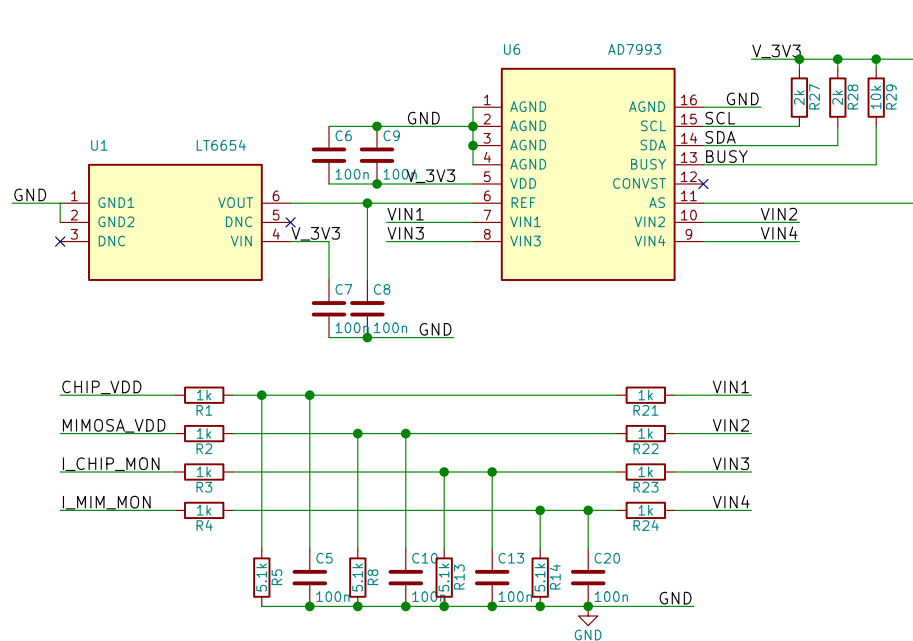 U6 AD7993
V_3V3
2k R27 2k R28 10k R29
1 AGND AGND 16 GND
GND 2 AGND SCL 15 SCL
C6 C9 3 AGND SDA 14 SDA
U1 LT6654 4 AGND BUSY 13 BUSY
100n 100n V_3V3 5 VDD CONVST 12
GND 1 GND1 VOUT 6 6 REF AS 11
2 GND2 DNC 5 VIN1 7 VIN1 VIN2 10 VIN2
3 DNC VIN 4 V_3V3 VIN3 8 VIN3 VIN4 9 VIN4
C7 C8
100n 100n GND
CHIP_VDD 1k 1k VIN1
R1 R21
MIMOSA_VDD 1k 1k VIN2
R2 R22
I_CHIP_MON 1k 1k VIN3
R3 R23
I_MIM_MON 1k 1k VIN4
R4 R24
C5 C10 C13 C20
5.1k R5 5.1k R8 5.1k R13 5.1k R14
100n 100n 100n 100n GND
GND